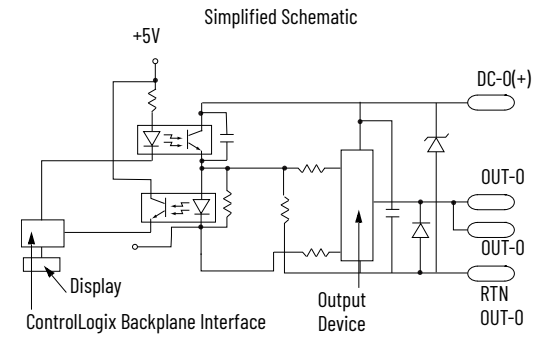 Simplified Schematic
+5V
DC-0(+)
OUT-0
OUT-0
Display
Output
Device
RTN
OUT-0
ControlLogix Backplane Interface